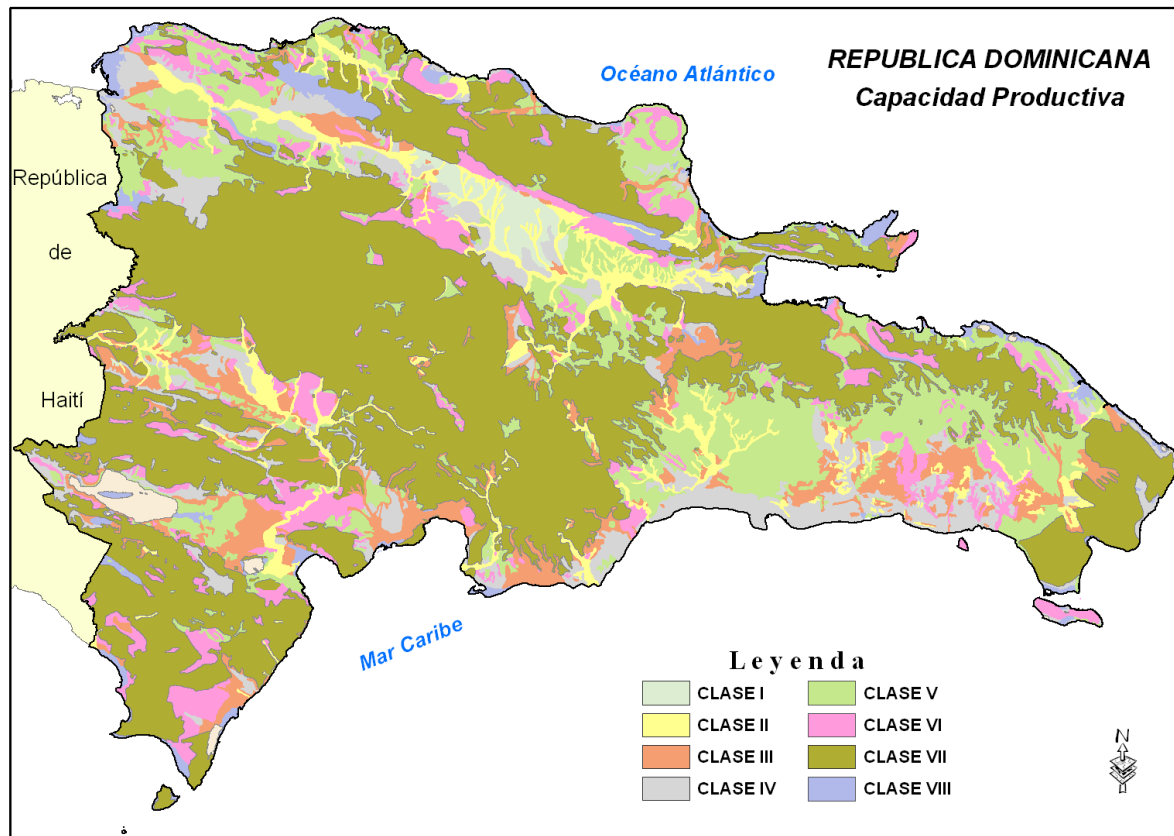 REPUBLICA DOMINICANA
Capacidad Productiva
Océano Atlántico
República
de
Haití
Mar Caribe
Leyenda
CLASE I
CLASE II
CLASE III
CLASE IV
CLASE V
CLASE VI
CLASE VII
CLASE VIII
N